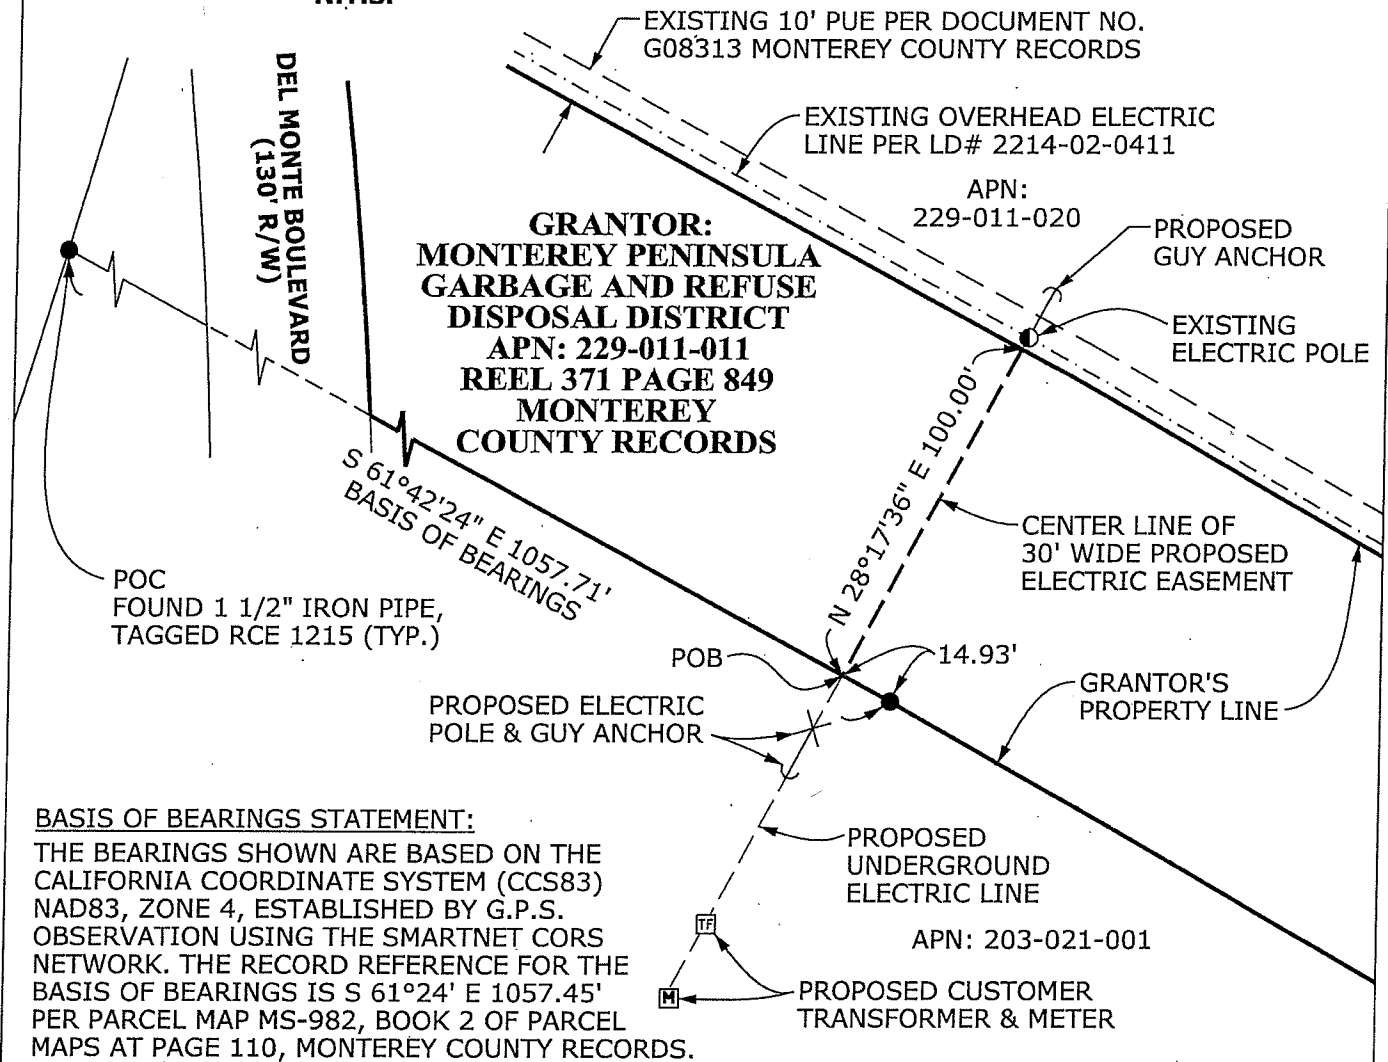 EXISTING 10' PUE PER DOCUMENT NO.
G08313 MONTEREY COUNTY RECORDS
EXISTING OVERHEAD ELECTRIC
LINE PER LD# 2214-02-0411
APN:
229-011-020
PROPOSED
GUY ANCHOR
EXISTING
ELECTRIC POLE
DEL MONTE BOULEVARD
(130' R/W)
GRANTOR:
MONTEREY PENINSULA
GARBAGE AND REFUSE
DISPOSAL DISTRICT
APN: 229-011-011
REEL 371 PAGE 849
MONTEREY
COUNTY RECORDS
S 61°42'24" E 1057.71'
BASIS OF BEARINGS
N 28°17'36" E 100.00'
CENTER LINE OF
30' WIDE PROPOSED
ELECTRIC EASEMENT
POC
FOUND 1 1/2" IRON PIPE,
TAGGED RCE 1215 (TYP.)
POB
14.93'
GRANTOR'S
PROPERTY LINE
PROPOSED ELECTRIC
POLE & GUY ANCHOR
PROPOSED
UNDERGROUND
ELECTRIC LINE
TF
APN: 203-021-001
M
PROPOSED CUSTOMER
TRANSFORMER & METER
BASIS OF BEARINGS STATEMENT:
THE BEARINGS SHOWN ARE BASED ON THE
CALIFORNIA COORDINATE SYSTEM (CCS83)
NAD83, ZONE 4, ESTABLISHED BY G.P.S.
OBSERVATION USING THE SMARTNET CORS
NETWORK. THE RECORD REFERENCE FOR THE
BASIS OF BEARINGS IS S 61°24' E 1057.45'
PER PARCEL MAP MS-982, BOOK 2 OF PARCEL
MAPS AT PAGE 110, MONTEREY COUNTY RECORDS.